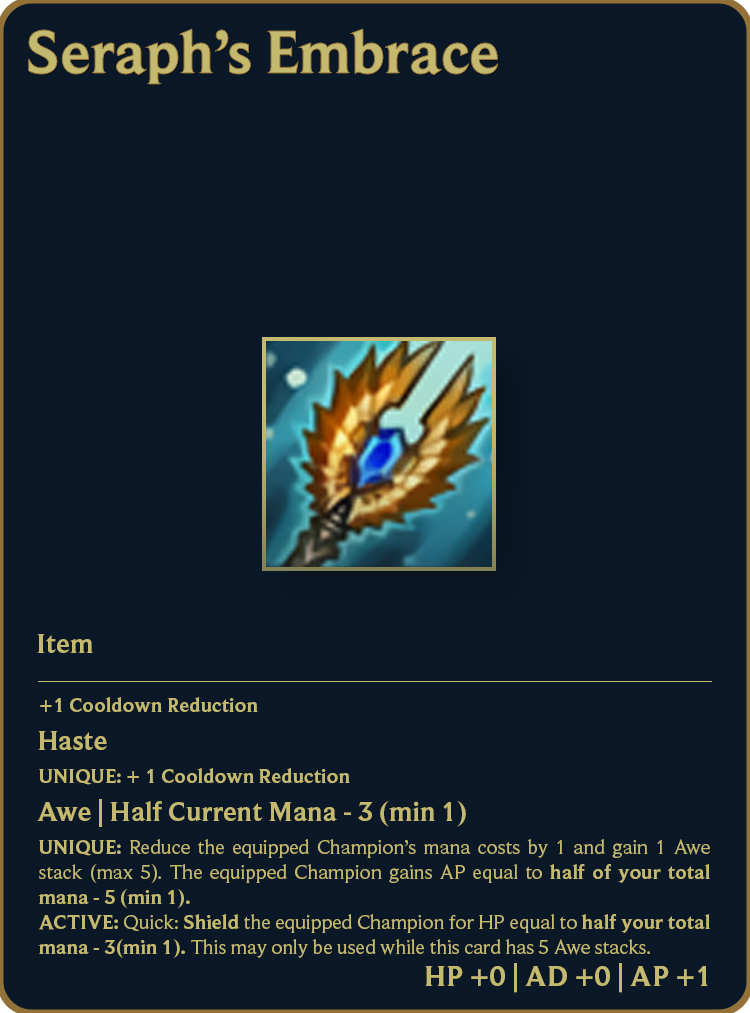 Seraph's Embrace
Item
+1 Cooldown Reduction
Haste
UNIQUE: + 1 Cooldown Reduction
Awe | Half Current Mana - 3 (min 1)
UNIQUE: Reduce the equipped Champion's mana costs by 1 and gain 1 Awe
stack (max 5). The equipped Champion gains AP equal to half of your total
mana - 5 (min 1).
ACTIVE: Quick: Shield the equipped Champion for HP equal to half your total
mana - 3(min 1). This may only be used while this card has 5 Awe stacks.
HP +0 | AD +0 | AP +1